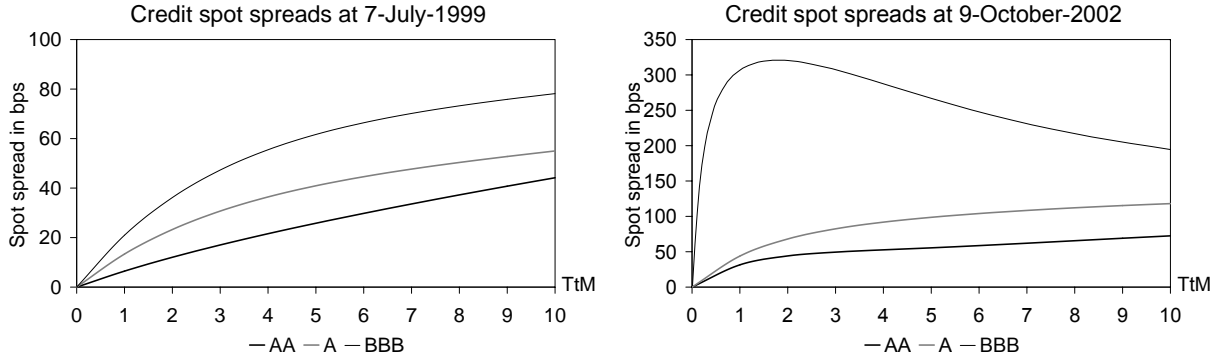 Credit spot spreads at 7-July-1999
100
80
60
40
20
0
Spot spread in bps
0 1 2 3 4 5 6 7 8 9 10
TtM
AA A BBB
Credit spot spreads at 9-October-2002
350
300
250
200
150
100
50
0
Spot spread in bps
0 1 2 3 4 5 6 7 8 9 10
TtM
AA A BBB